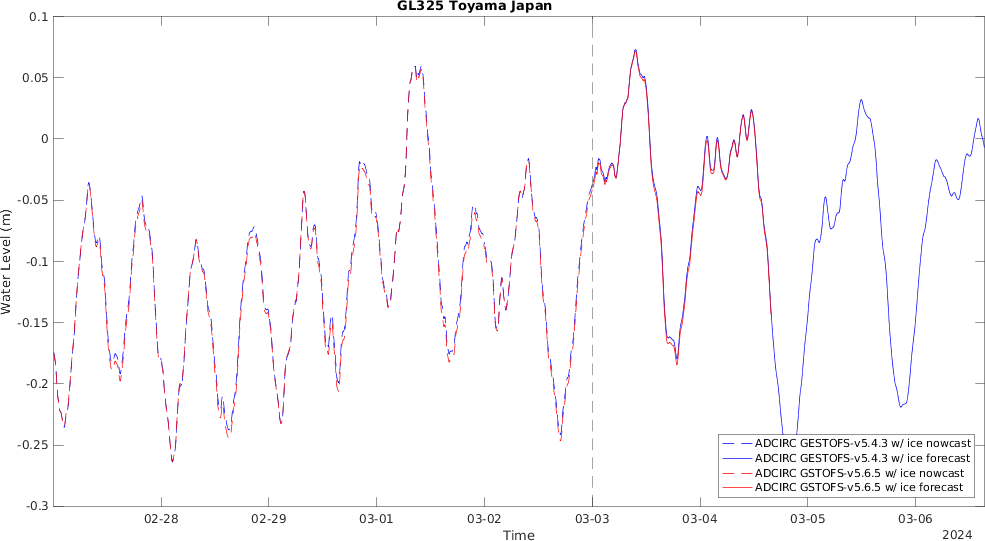 GL325 Toyama Japan
0.1
0.05
0
-0.05
-0.1
-0.15
-0.2
-0.25
-0.3
Water Level (m)
02-28
02-29
03-01
03-02
03-03
03-04
03-05
03-06
Time
2024
ADCIRC GESTOFS-v5.4.3 w/ ice nowcast
ADCIRC GESTOFS-v5.4.3 w/ ice forecast
ADCIRC GSTOFS-v5.6.5 w/ ice nowcast
ADCIRC GSTOFS-v5.6.5 w/ ice forecast